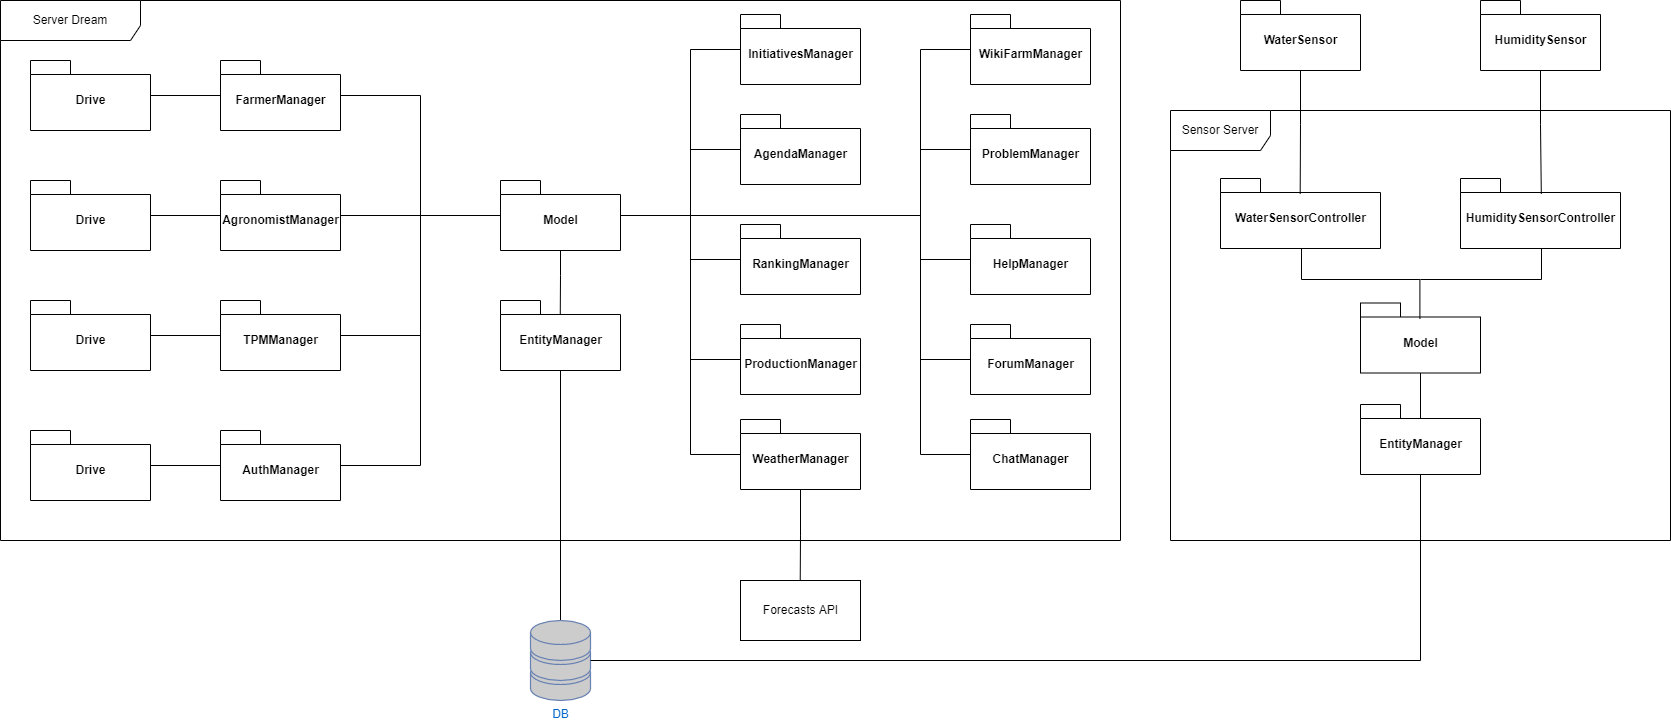 Server Dream
Drive
FarmerManager
Drive
AgronomistManager
Drive
TPMManager
Drive
AuthManager
Model
EntityManager
InitiativesManager
AgendaManager
RankingManager
ProductionManager
WeatherManager
WikiFarmManager
ProblemManager
HelpManager
ForumManager
ChatManager
Forecasts API
DB
WaterSensor
HumiditySensor
Sensor Server
WaterSensorController
HumiditySensorController
Model
EntityManager